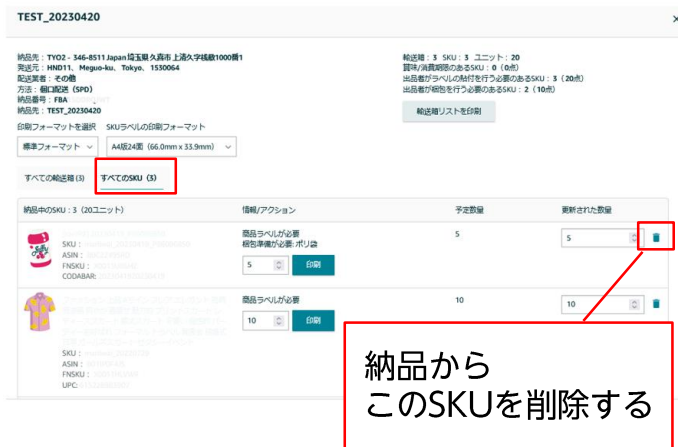 TEST_20230420
納品先：TYO2 - 346-8511 Japan 埼玉県 久喜市 上清久字桟敷1000番1
発送元：HND11、Meguo-ku、Tokyo、1530064
配送業者：その他
方法：個口配送（SPD）
納品番号：FBA
納品先：TEST_20230420
輸送箱：3 SKU：3 ユニット：20
賞味/消費期限のあるSKU：0（0点）
出品者がラベルの貼付を行う必要のあるSKU：3（20点）
出品者が梱包を行う必要のあるSKU：2（10点）
輸送箱リストを印刷
印刷フォーマットを選択 SKUラベルの印刷フォーマット
標準フォーマット A4版24面（66.0mm x 33.9mm）
すべての輸送箱(3) すべてのSKU（3）
納品中のSKU：3（20ユニット） 情報/アクション 予定数量 更新された数量
SKU：
ASIN：
FNSKU：
CODABAR:
商品ラベルが必要
梱包準備が必要: ポリ袋
5 印刷
5
5
SKU：
ASIN：
FNSKU：
UPC:
商品ラベルが必要
10 印刷
10
10
納品から
このSKUを削除する